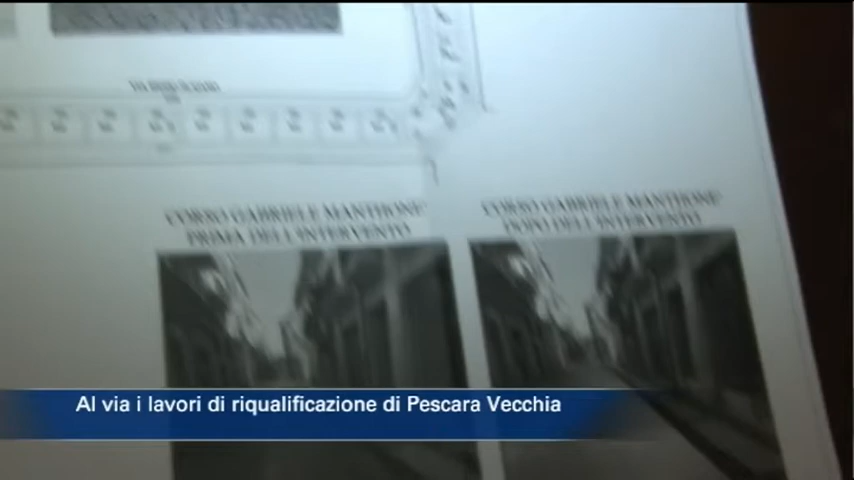 CORSO GABRIELE MANTHONE'
PRIMA DELL'INTERVENTO
CORSO GABRIELE MANTHONE'
DOPO DELL'INTERVENTO
Al via i lavori di riqualificazione di Pescara Vecchia